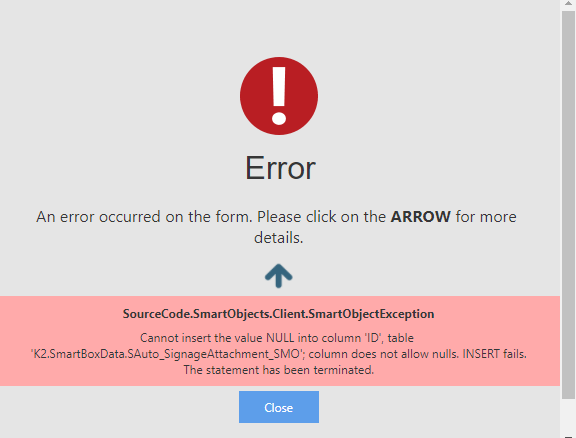 Error
An error occurred on the form. Please click on the ARROW for more
details.
SourceCode.SmartObjects.Client.SmartObjectException
Cannot insert the value NULL into column 'ID', table
'K2.SmartBoxData.SAuto_SignageAttachment_SMO'; column does not allow nulls. INSERT fails.
The statement has been terminated.
Close